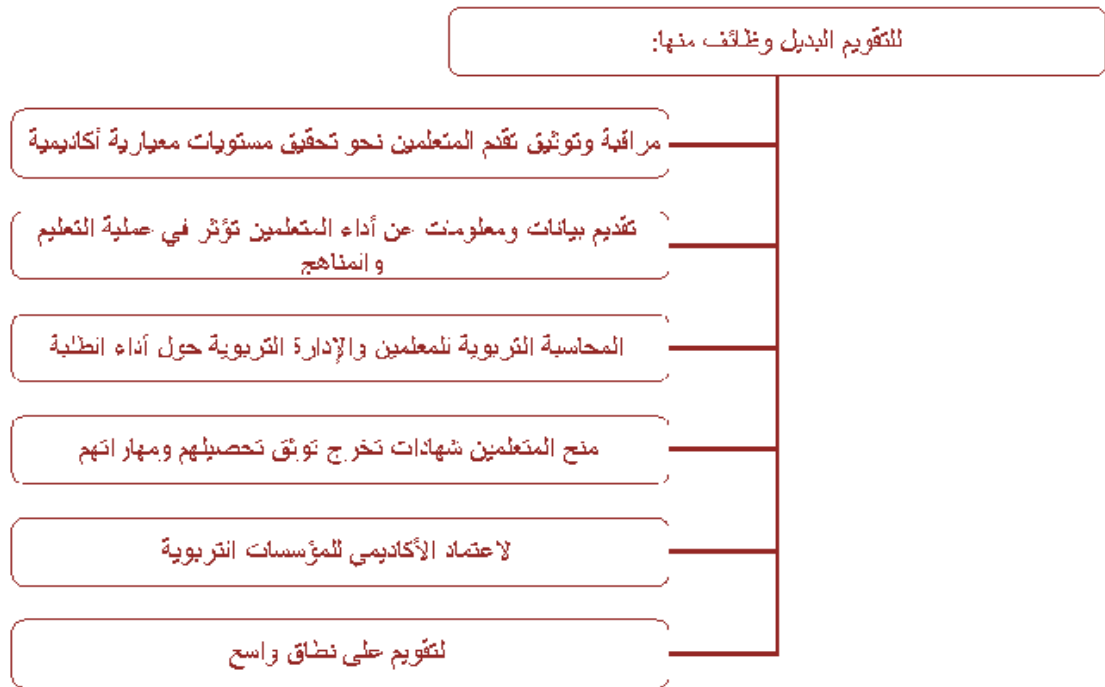 للتقويم البديل وظائف منها:
مراقبة وتوثيق تقدم المتعلمين نحو تحقيق مستويات معيارية أكاديمية
تقديم بيانات ومعلومات عن أداء المتعلمين تؤثر في عملية التعليم
والمناهج
المحاسبة التربوية للمعلمين والإدارة التربوية حول أداء الطلبة
منح المتعلمين شهادات تخرج توثق تحصيلهم ومهاراتهم
لاعتماد الأكاديمي للمؤسسات التربوية
لتقويم على نطاق واسع